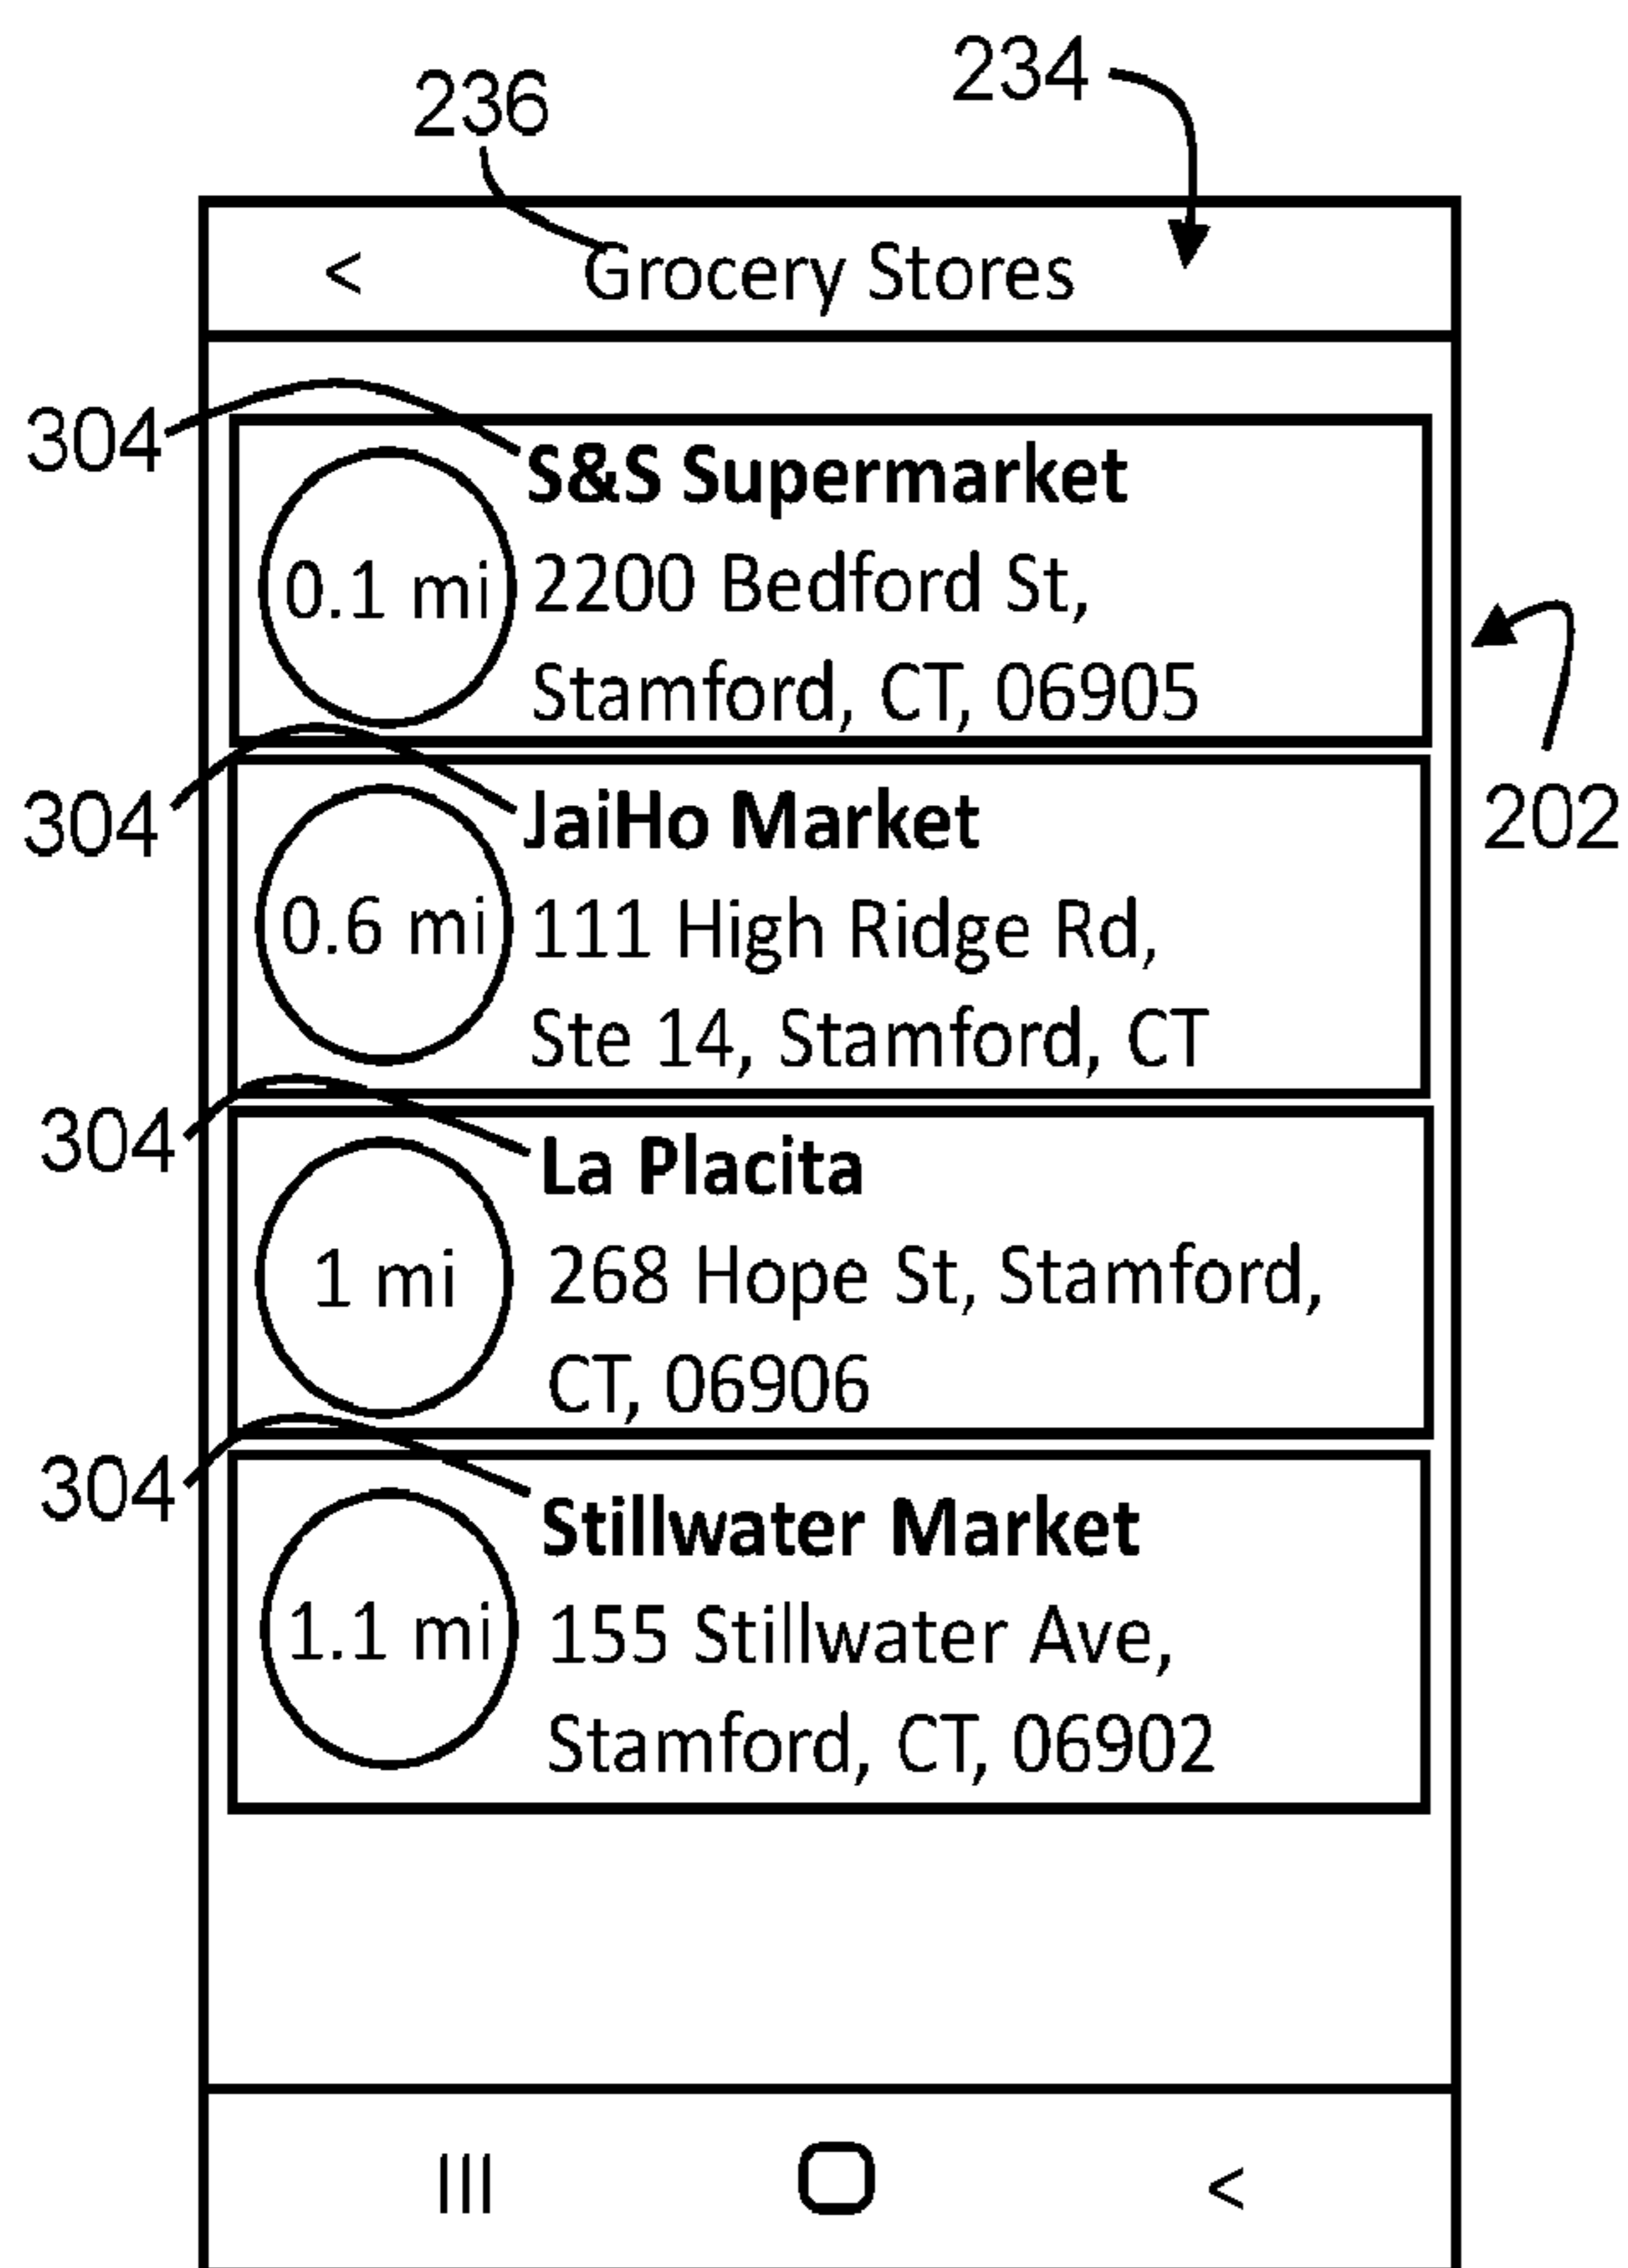 234
236
< Grocery Stores
304
S&S Supermarket
0.1 mi
2200 Bedford St,
Stamford, CT, 06905
202
304
JaiHo Market
0.6 mi
111 High Ridge Rd,
Ste 14, Stamford, CT
304
La Placita
1 mi
268 Hope St, Stamford,
CT, 06906
304
Stillwater Market
1.1 mi
155 Stillwater Ave,
Stamford, CT, 06902
<